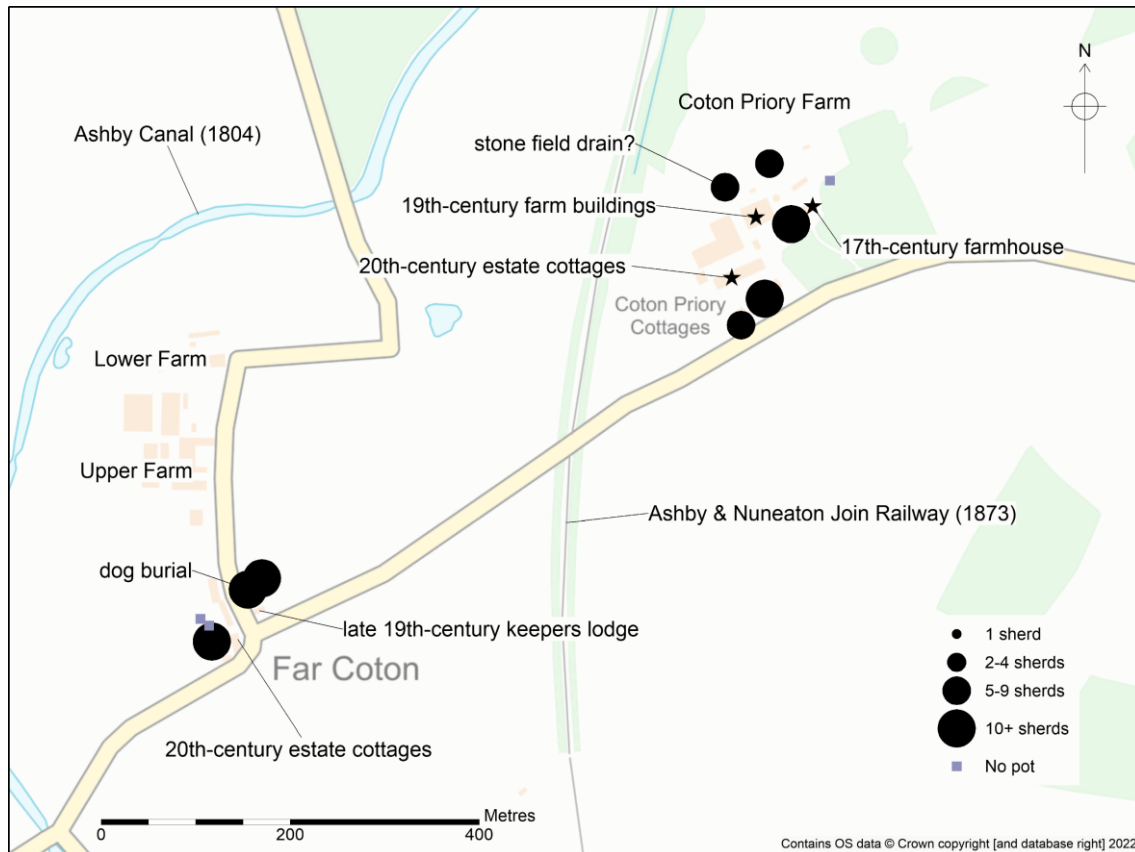 N
Coton Priory Farm
Ashby Canal (1804)
stone field drain?
19th-century farm buildings
17th-century farmhouse
20th-century estate cottages
Coton Priory
Cottages
Lower Farm
Upper Farm
Ashby & Nuneaton Join Railway (1873)
dog burial
late 19th-century keepers lodge
Far Coton
20th-century estate cottages
1 sherd
2-4 sherds
5-9 sherds
10+ sherds
No pot
Metres
0 200 400
Contains OS data © Crown copyright [and database right] 2022